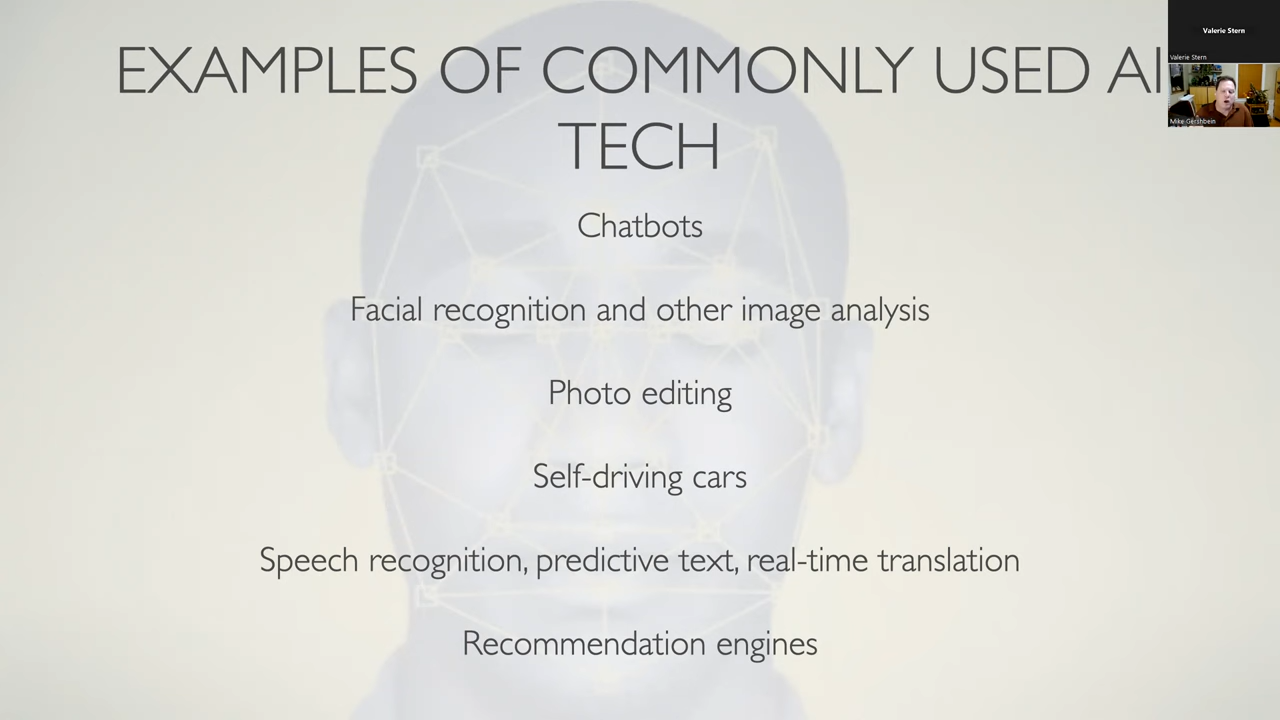 EXAMPLES OF COMMONLY USED AI
TECH
Chatbots
Facial recognition and other image analysis
Photo editing
Self-driving cars
Speech recognition, predictive text, real-time translation
Recommendation engines
Valerie Stern
Valerie Stern
Mike Gershbein